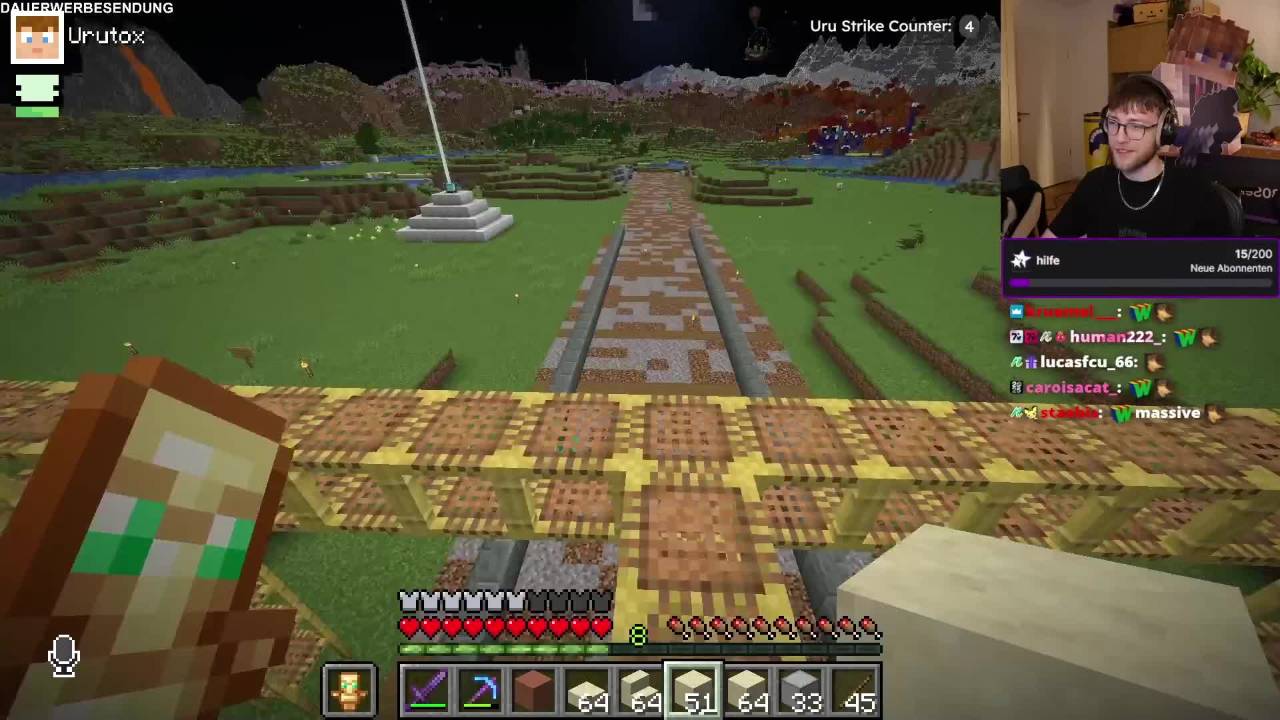 DAUERWERBESENDUNG
Urutox
Uru Strike Counter: 4
hilfe
15/200
Neue Abonnenten
human222_:
lucasfcu_66:
caroisacat_:
staebis: W massive
8
64
64
51
64
33
45